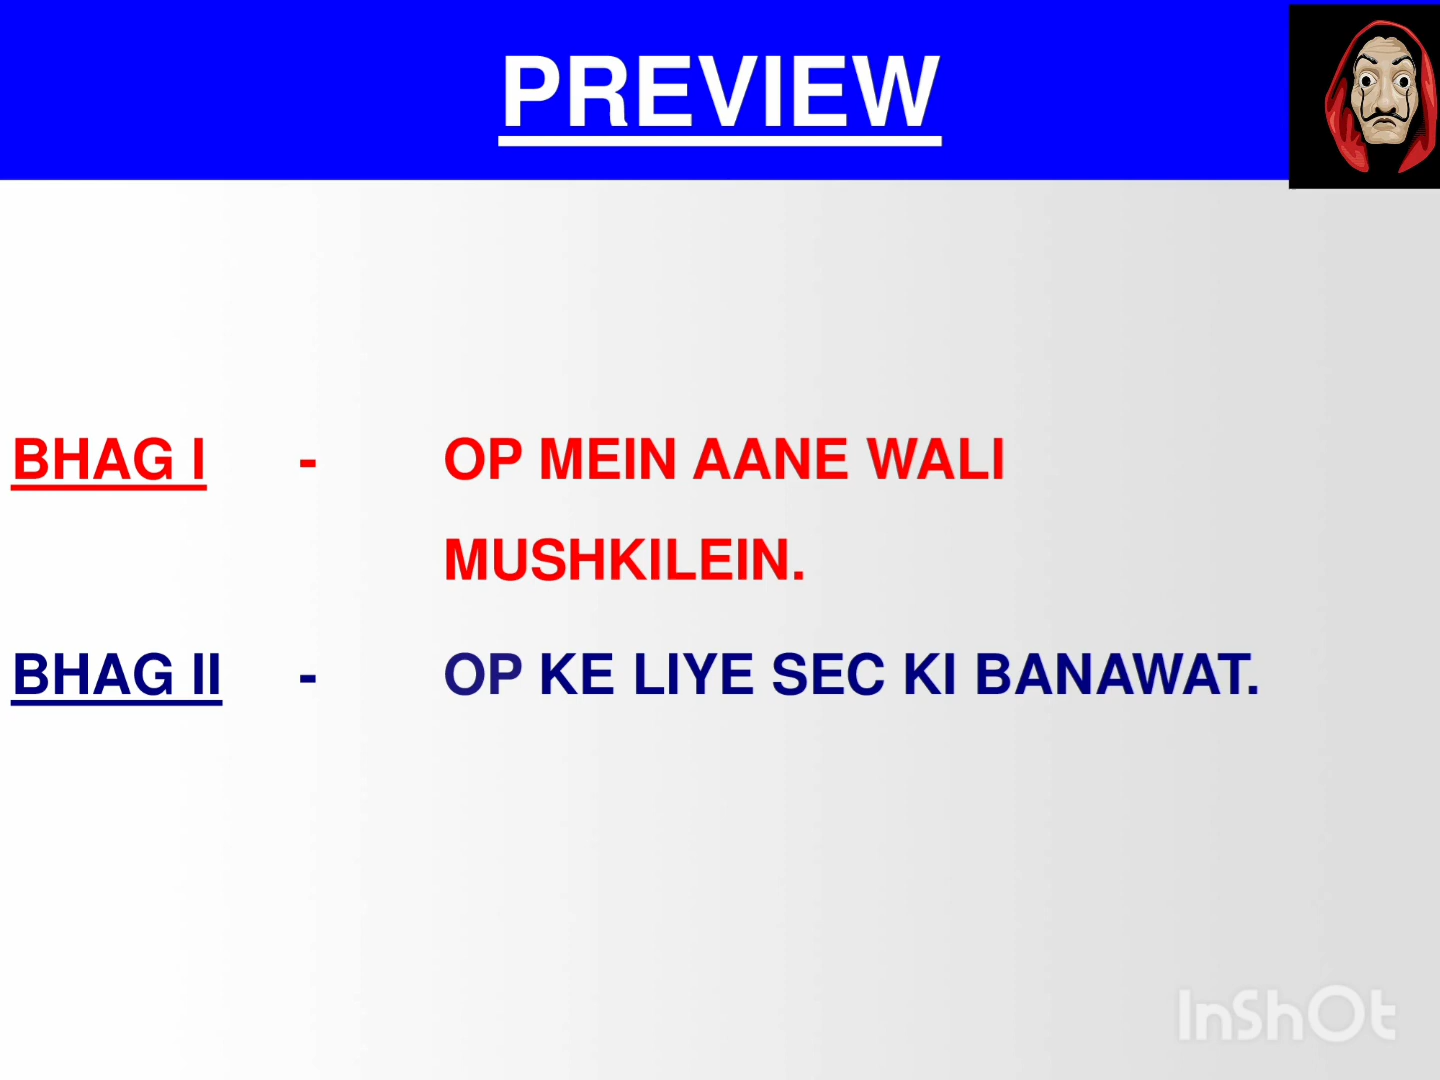 PREVIEW
BHAG I - OP MEIN AANE WALI
MUSHKILEIN.
BHAG II - OP KE LIYE SEC KI BANAWAT.
InShOt